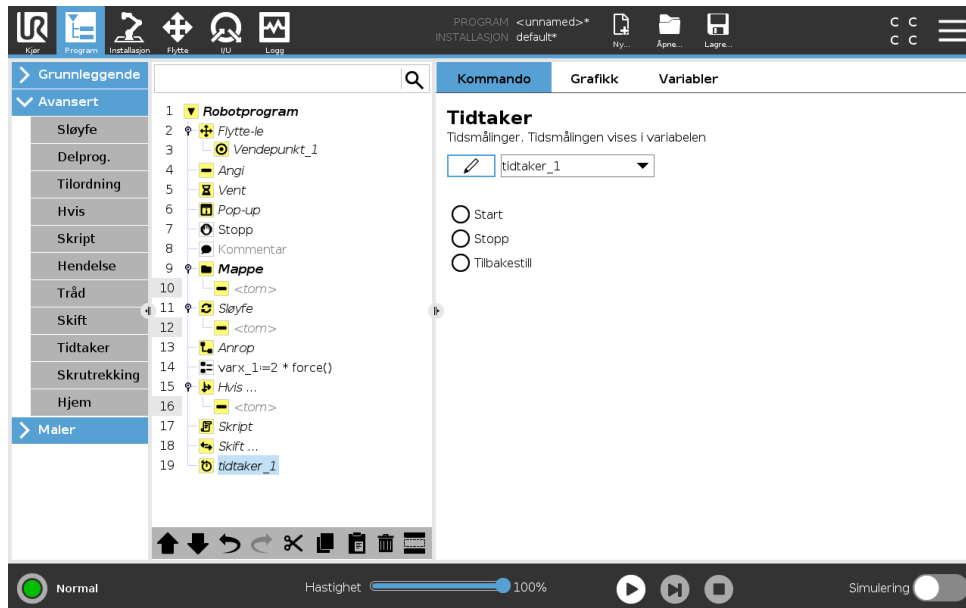 PROGRAM <unnamed>*
INSTALLASJON default*
UR
Kjør
Program
Installasjon
Flytte
I/U
Logg
Ny...
Åpne...
Lagre...
C C
C C
Grunnleggende
Avansert
Sløyfe
Delprog.
Tilordning
Hvis
Skript
Hendelse
Tråd
Skift
Tidtaker
Skrutrekking
Hjem
Maler
1 Robotprogram
2 Flytte-le
3 Vendepunkt_1
4 Angi
5 Vent
6 Pop-up
7 Stopp
8 Kommentar
9 Mappe
10 <tom>
11 Sløyfe
12 <tom>
13 Anrop
14 varx_1≔2 * force()
15 Hvis ...
16 <tom>
17 Skript
18 Skift ...
19 tidtaker_1
Kommando Grafikk Variabler
Tidtaker
Tidsmålinger. Tidsmålingen vises i variabelen
tidtaker_1
Start
Stopp
Tilbakestill
Normal
Hastighet 100%
Simulering